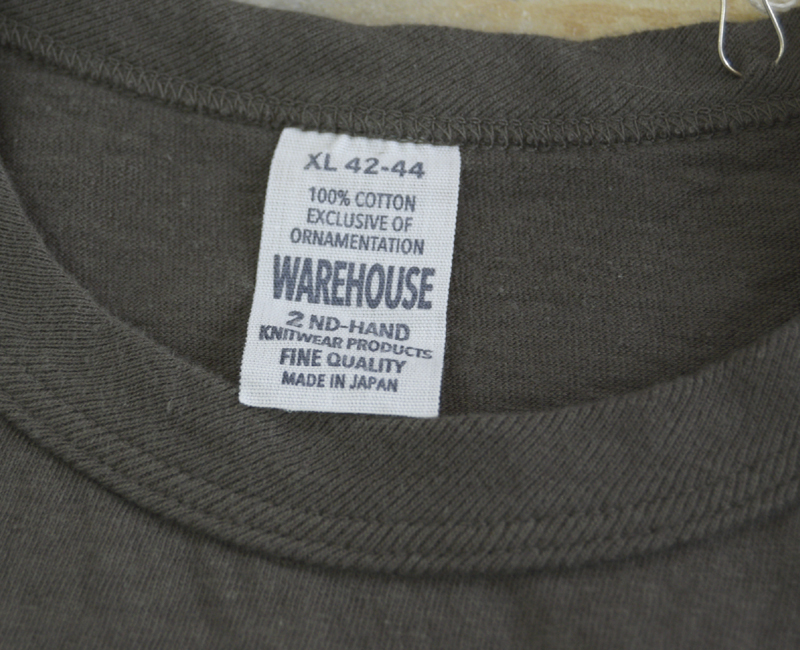 XL 42-44
100% COTTON
EXCLUSIVE OF
ORNAMENTATION
WAREHOUSE
2 ND-HAND
KNITWEAR PRODUCTS
FINE QUALITY
MADE IN JAPAN